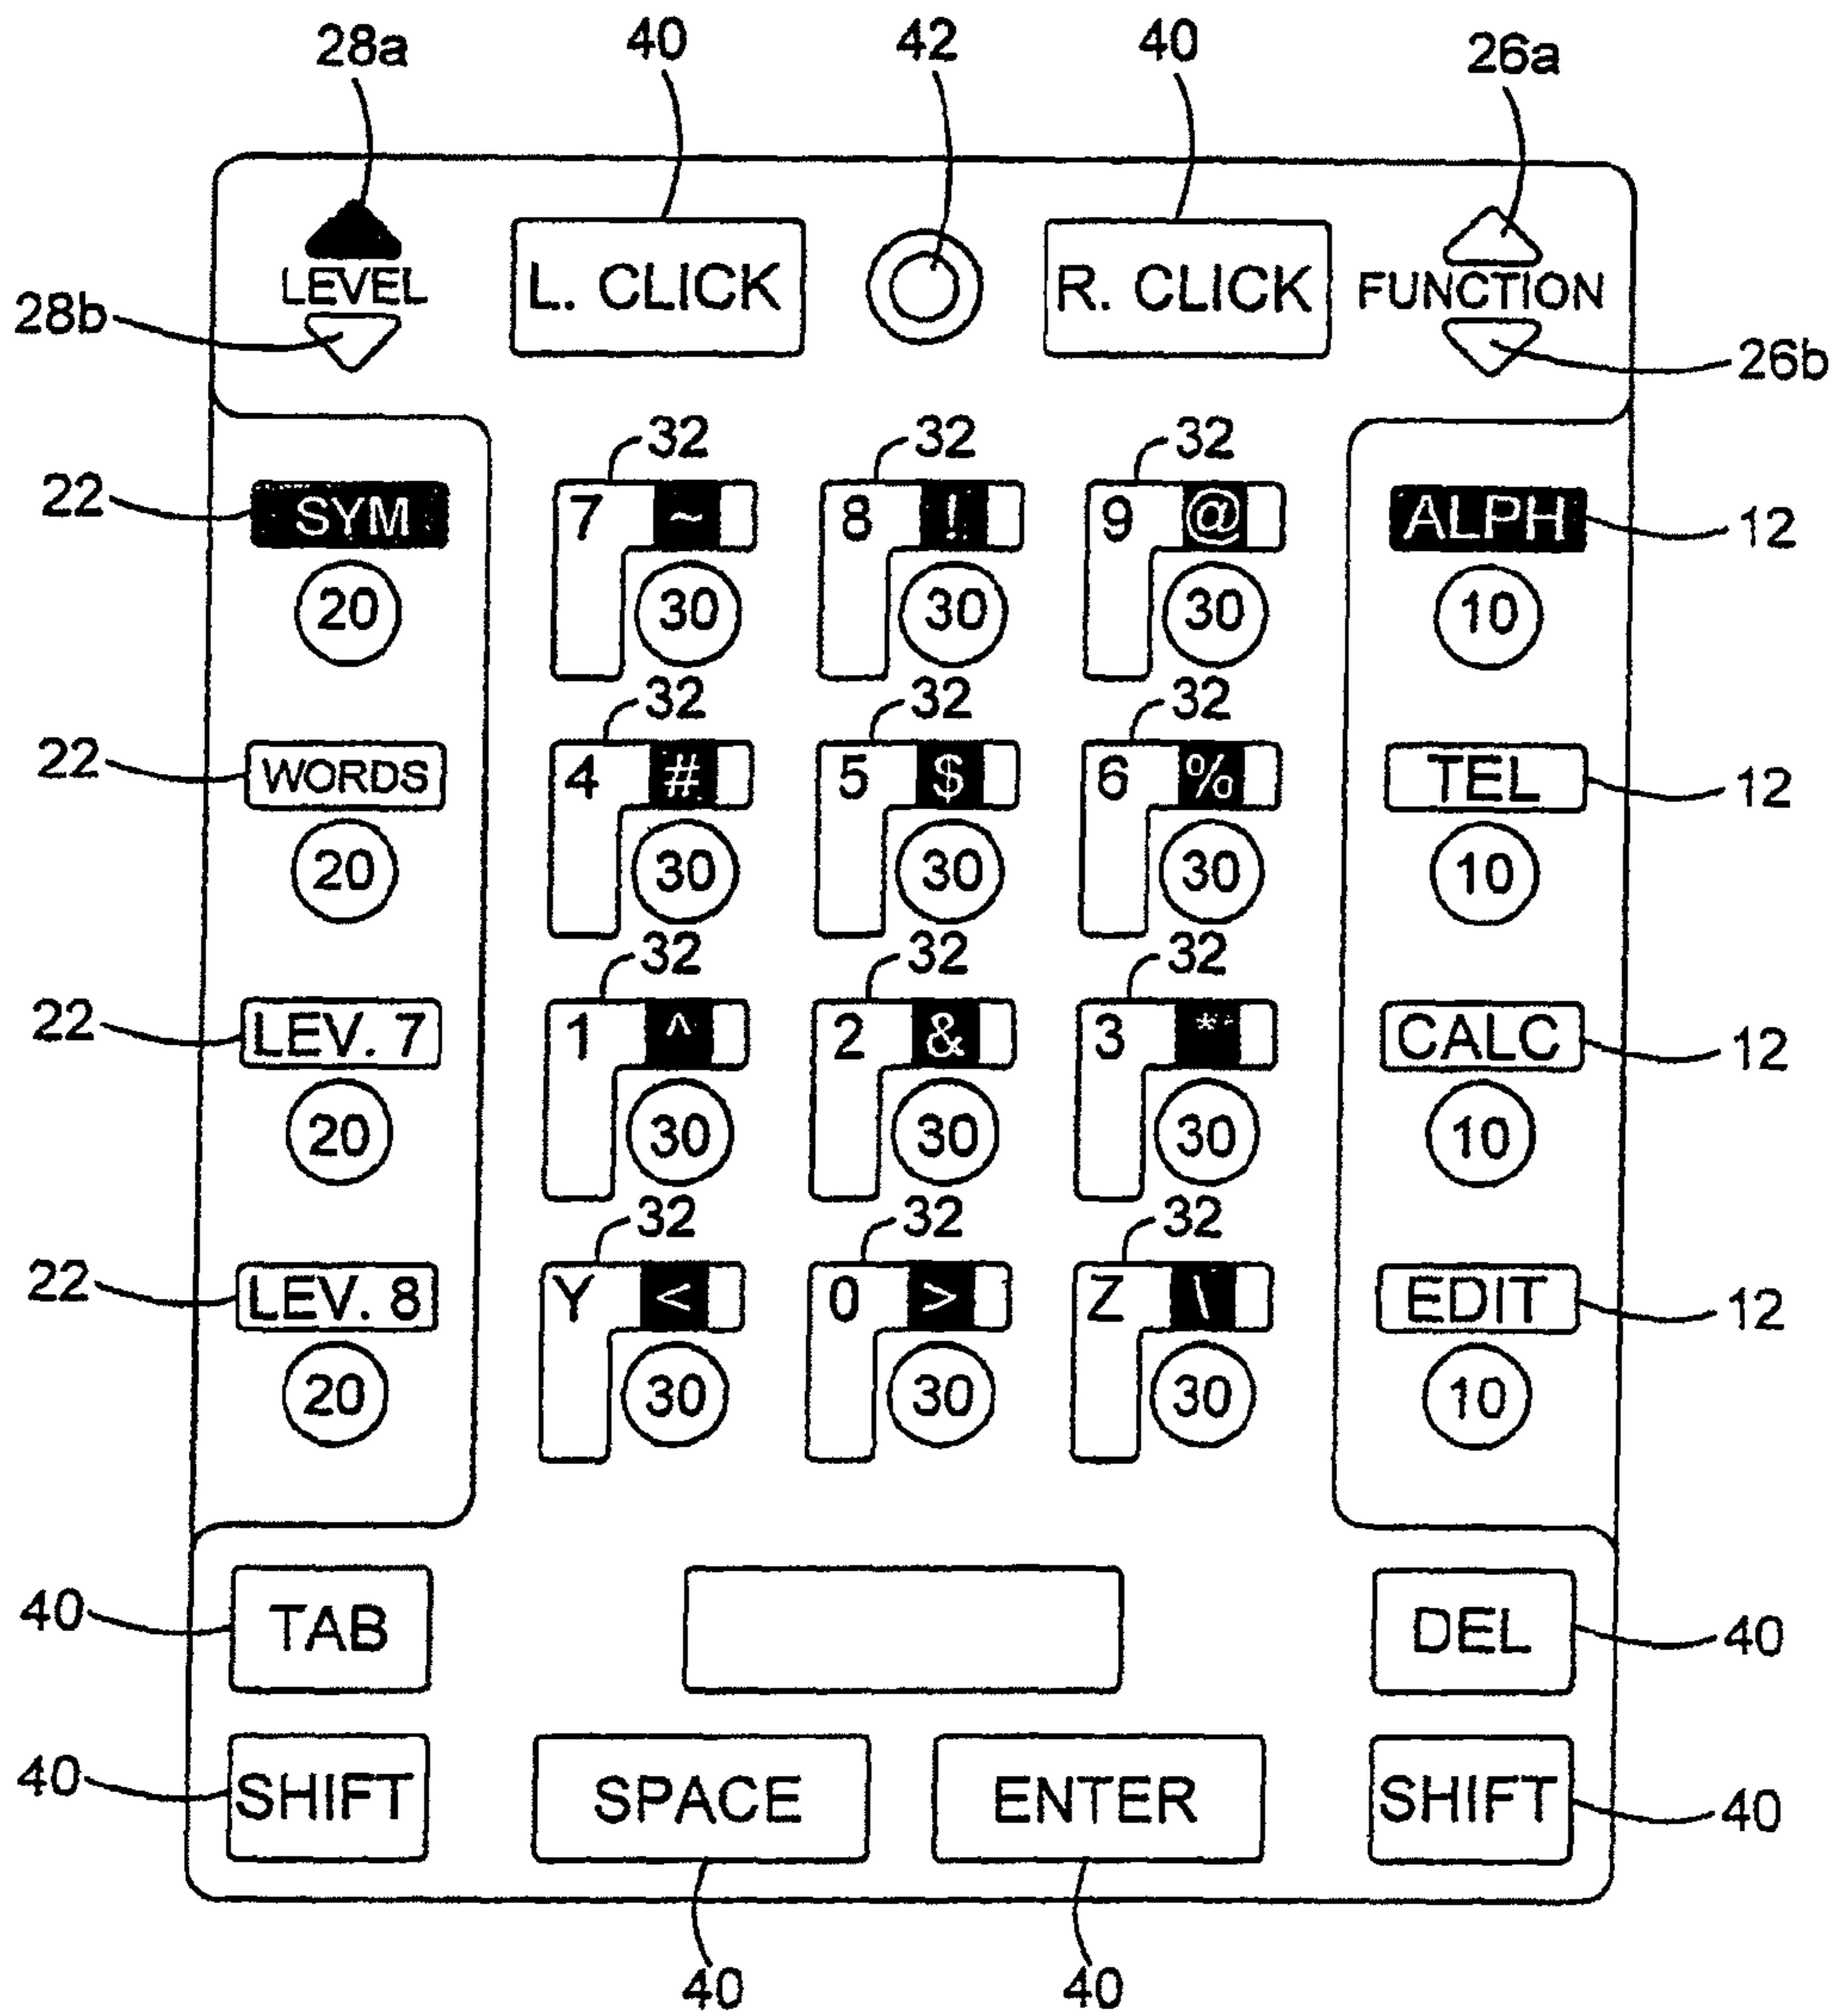 28a 40 42 40 26a
L. CLICK R. CLICK
LEVEL FUNCTION
28b 26b
32 32 32
22 SYM 7 ~ 8 ! 9 @ ALPH 12
20 30 30 30 10
32 32 32
22 WORDS 4 # 5 $ 6 % TEL 12
20 30 30 30 10
32 32 32
22 LEV. 7 1 ^ 2 & 3 * CALC 12
20 30 30 30 10
32 32 32
22 LEV. 8 Y < 0 > Z \ EDIT 12
20 30 30 30 10
40 TAB DEL 40
40 SHIFT SPACE ENTER SHIFT 40
40 40